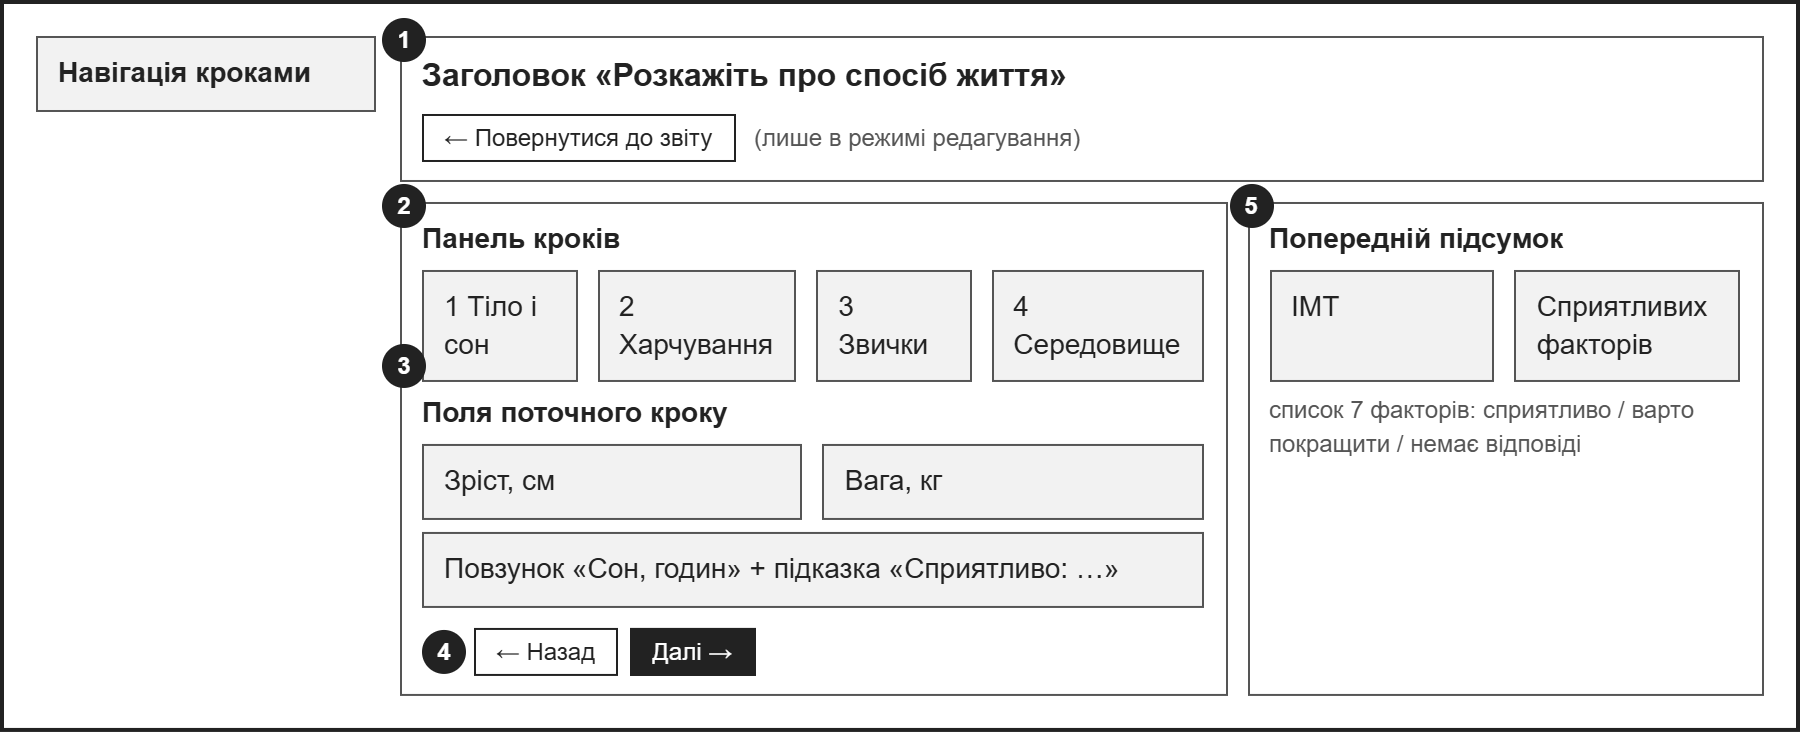 Навігація кроками
1
Заголовок «Розкажіть про спосіб життя»
← Повернутися до звіту
(лише в режимі редагування)
2
Панель кроків
1 Тіло і
сон
2
Харчування
3
Звички
4
Середовище
3
Поля поточного кроку
Зріст, см
Вага, кг
Повзунок «Сон, годин» + підказка «Сприятливо: …»
4
← Назад
Далі →
5
Попередній підсумок
ІМТ
Сприятливих
факторів
список 7 факторів: сприятливо / варто
покращити / немає відповіді